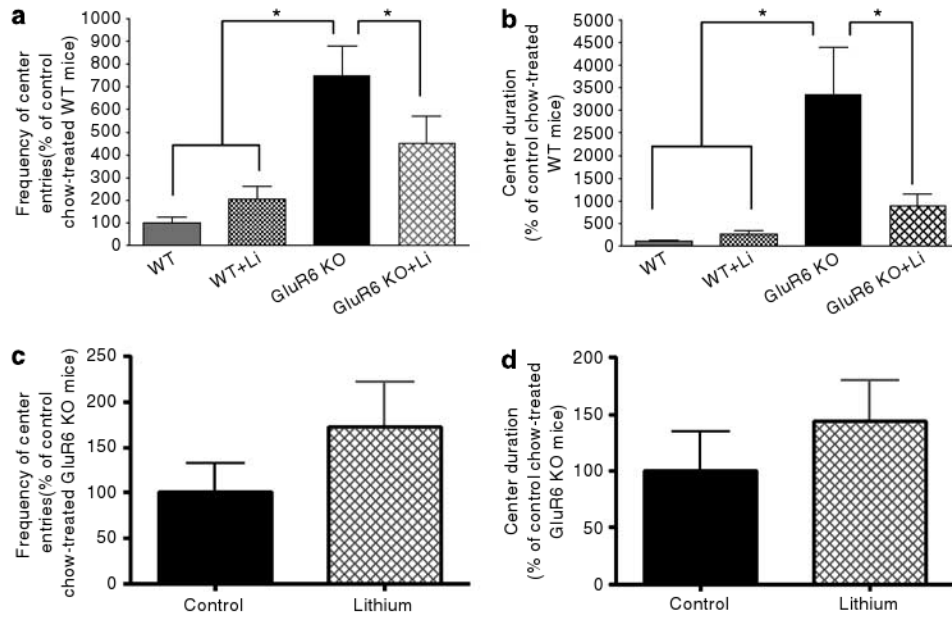 a
Frequency of center
entries(% of control
chow-treated WT mice)
1000
900
800
700
600
500
400
300
200
100
0
*
*
WT
WT+Li
GluR6 KO
GluR6 KO+Li
b
Center duration
(% of control chow-treated
WT mice)
5000
4500
4000
3500
3000
2500
2000
1500
1000
500
0
*
*
WT
WT+Li
GluR6 KO
GluR6 KO+Li
c
Frequency of center
entries(% of control
chow-treated GluR6 KO mice)
250
200
150
100
50
0
Control
Lithium
d
Center duration
(% of control chow-treated
GluR6 KO mice)
200
150
100
50
0
Control
Lithium